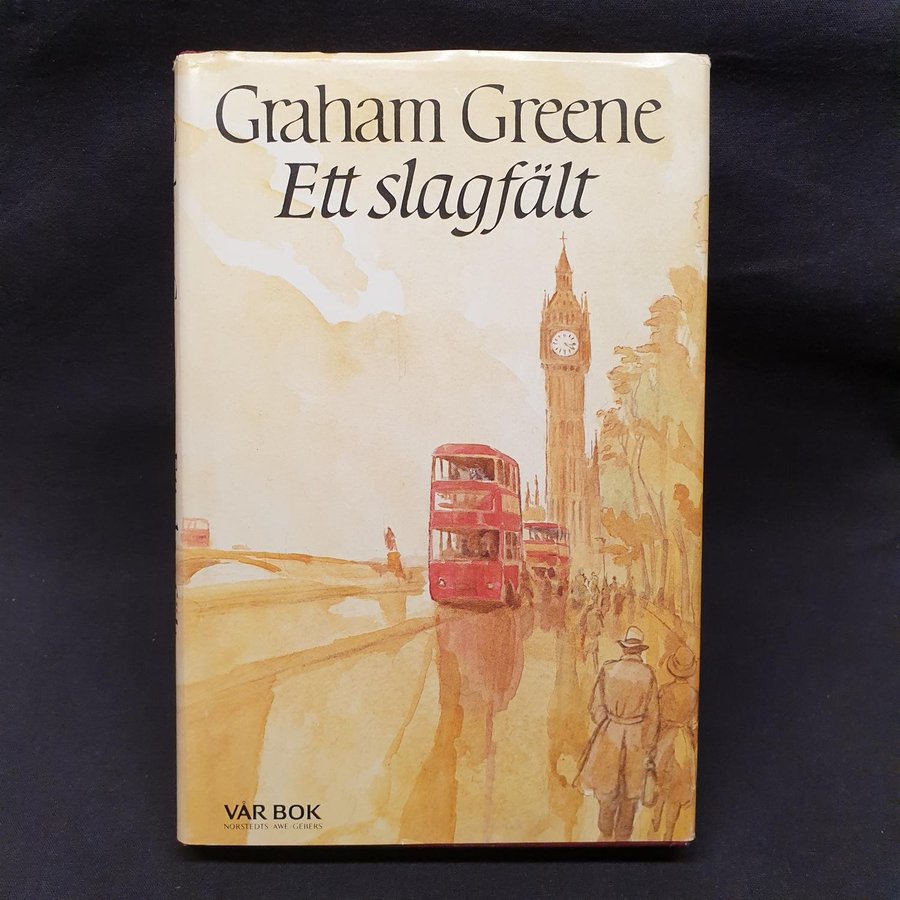 Graham Greene
Ett slagfält
VÅR BOK
NORSTEDTS AWE/GEBERS